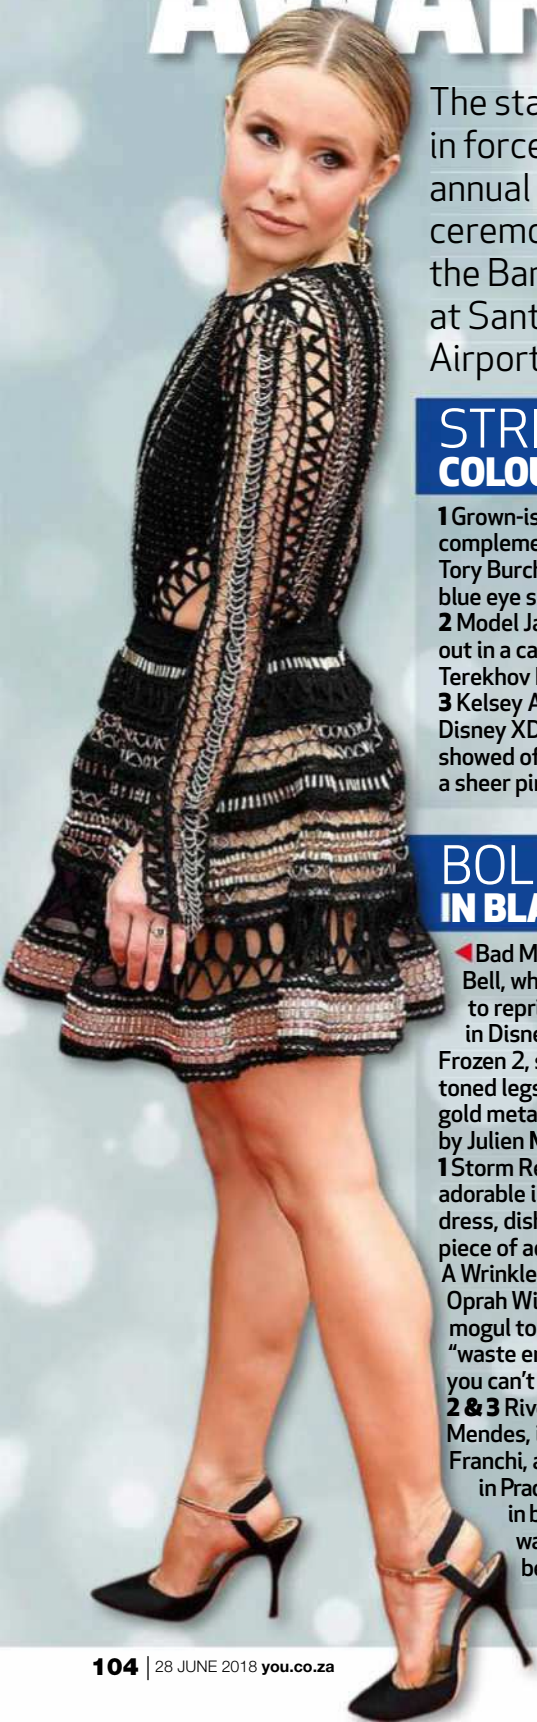 AWAR
The sta
in force
annual
ceremo
the Bar
at Sant
Airport
STRI
COLOU
1 Grown-is
compleme
Tory Burch
blue eye s
2 Model Ja
out in a ca
Terekhov
3 Kelsey A
Disney XD
showed of
a sheer pin
BOL
IN BLA
Bad M
Bell, wh
to repri
in Disne
Frozen 2, s
toned legs
gold meta
by Julien M
1 Storm Re
adorable i
dress, dish
piece of ad
A Wrinkle
Oprah Wi
mogul to
“waste en
you can’t
2 & 3 Riv
Mendes, i
Franchi, a
in Prad
in b
wa
be
104 | 28 JUNE 2018 you.co.za